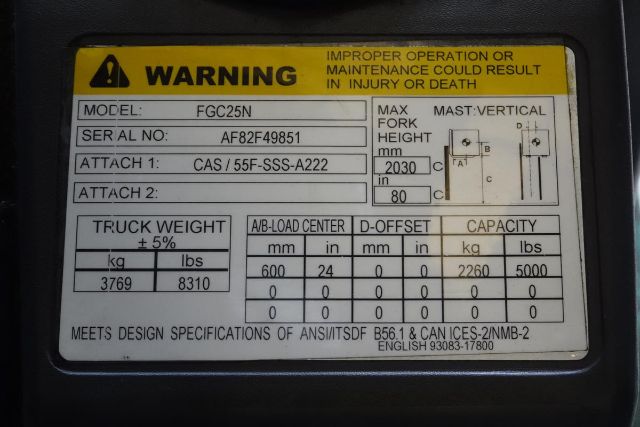 WARNING
IMPROPER OPERATION OR
MAINTENANCE COULD RESULT
IN INJURY OR DEATH
MODEL: FGC25N
SERIAL NO: AF82F49851
ATTACH 1: CAS / 55F-SSS-A222
ATTACH 2:
MAX
FORK
HEIGHT
mm
2030 C
in
80 C
MAST:VERTICAL
D
B
A
C
TRUCK WEIGHT
± 5%
kg lbs
3769 8310
A/B-LOAD CENTER D-OFFSET CAPACITY
mm in mm in kg lbs
600 24 0 0 2260 5000
0 0 0 0 0 0
0 0 0 0 0 0
MEETS DESIGN SPECIFICATIONS OF ANSI/ITSDF B56.1 & CAN ICES-2/NMB-2
ENGLISH 93083-17800